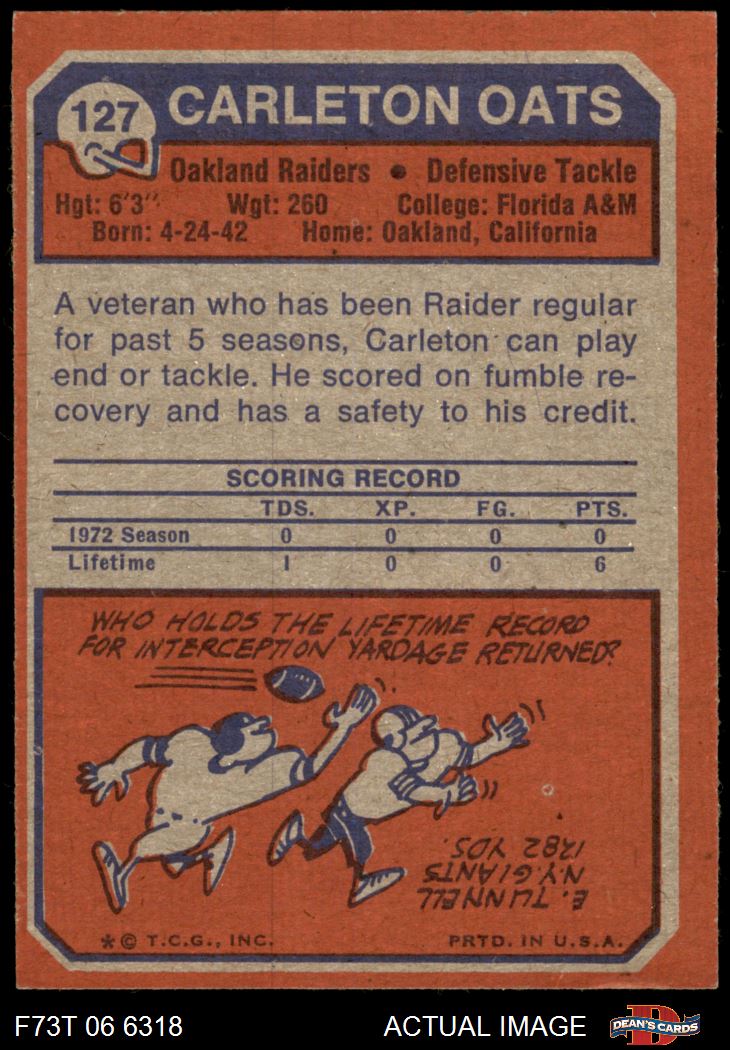 127 CARLETON OATS
Oakland Raiders • Defensive Tackle
Hgt: 6'3" Wgt: 260 College: Florida A&M
Born: 4-24-42 Home: Oakland, California
A veteran who has been Raider regular
for past 5 seasons, Carleton can play
end or tackle. He scored on fumble re-
covery and has a safety to his credit.
SCORING RECORD
TDS. XP. FG. PTS.
1972 Season 0 0 0 0
Lifetime 1 0 0 6
WHO HOLDS THE LIFETIME RECORD
FOR INTERCEPTION YARDAGE RETURNED?
E. TUNNELL
N.Y. GIANTS
1282 YDS.
* © T.C.G., INC. PRTD. IN U.S.A.
F73T 06 6318 ACTUAL IMAGE
DEAN'S CARDS